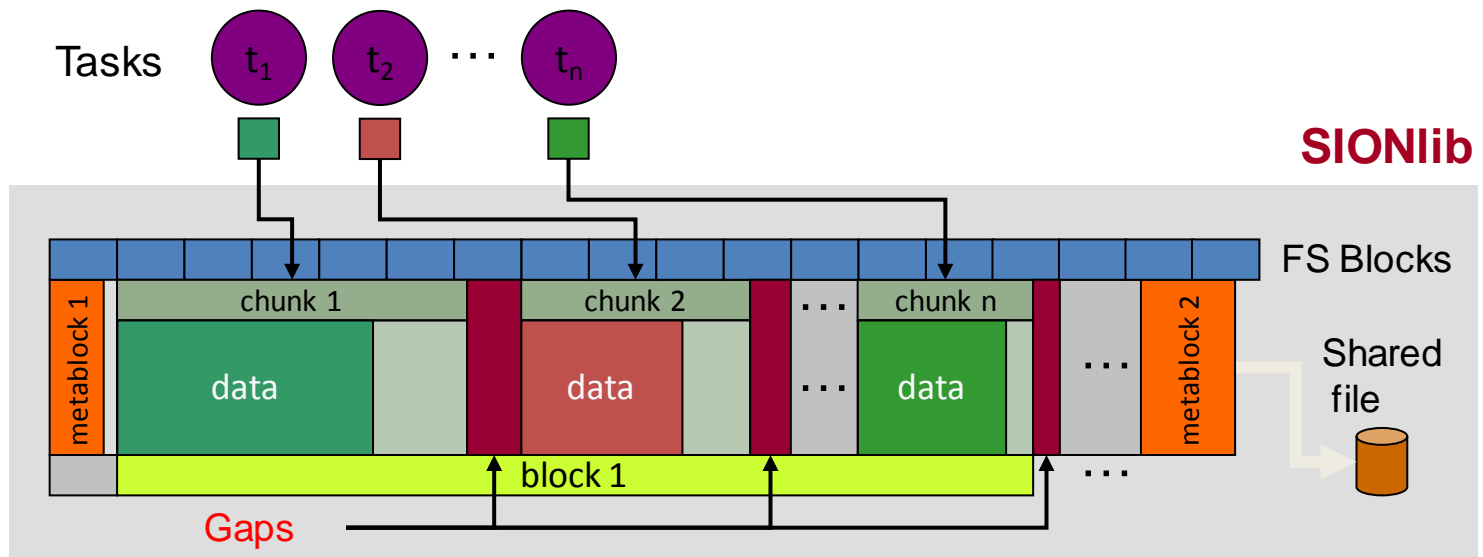 Tasks
t1
t2
...
tn
SIONlib
FS Blocks
metablock 1
chunk 1
chunk 2
...
chunk n
metablock 2
data
data
...
data
...
Shared
file
block 1
...
Gaps